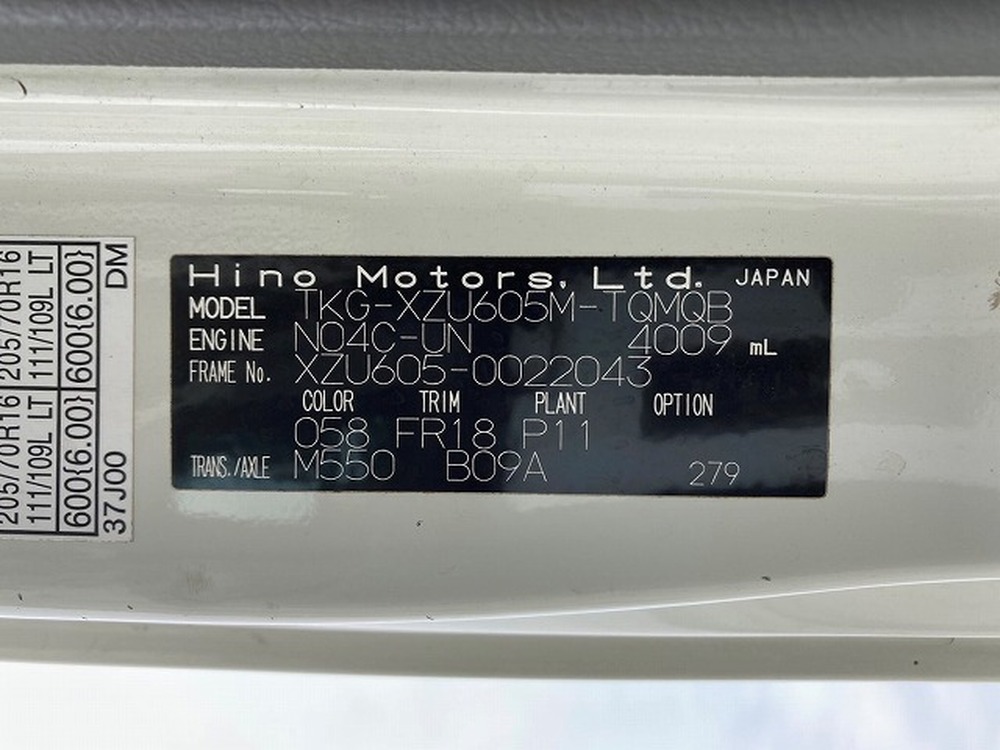 Hino Motors, Ltd. JAPAN
MODEL TKG-XZU605M-TQMQB
ENGINE N04C-UN 4009 mL
FRAME No. XZU605-0022043
COLOR TRIM PLANT OPTION
058 FR18 P11
TRANS./AXLE M550 B09A 279
205/70R16 205/70R16
111/109L LT 111/109L LT
600{6.00} 600{6.00}
37J00 DM